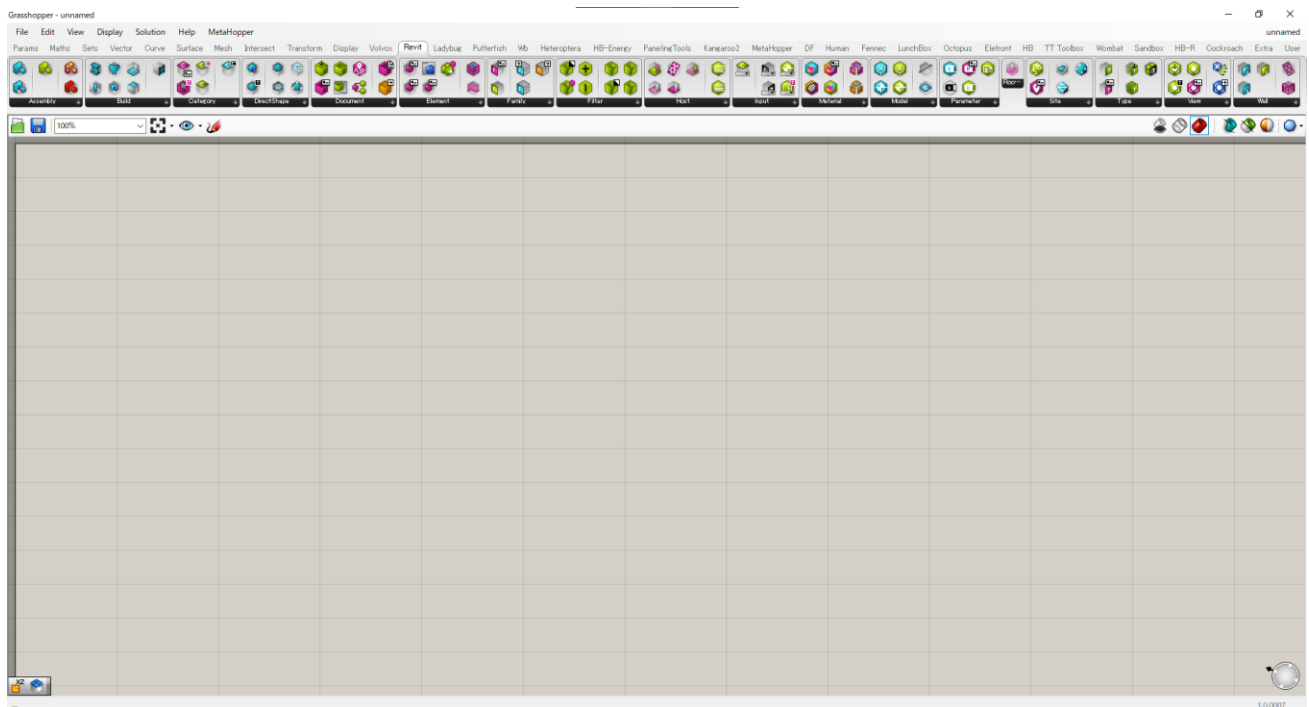 Grasshopper - unnamed
File Edit View Display Solution Help MetaHopper unnamed
Params Maths Sets Vector Curve Surface Mesh Intersect Transform Display Volvox Revit Ladybug Pufferfish Wb Heteroptera HB-Energy PanelingTools Kangaroo2 MetaHopper DF Human Fennec LunchBox Octopus Elefront HB TT Toolbox Wombat Sandbox HB-R Cockroach Extra User
Assembly Build Category DirectShape Document Element Family Filter Host Input Material Model Parameter Site Type View Wall
100%
XZ
1.0.0007